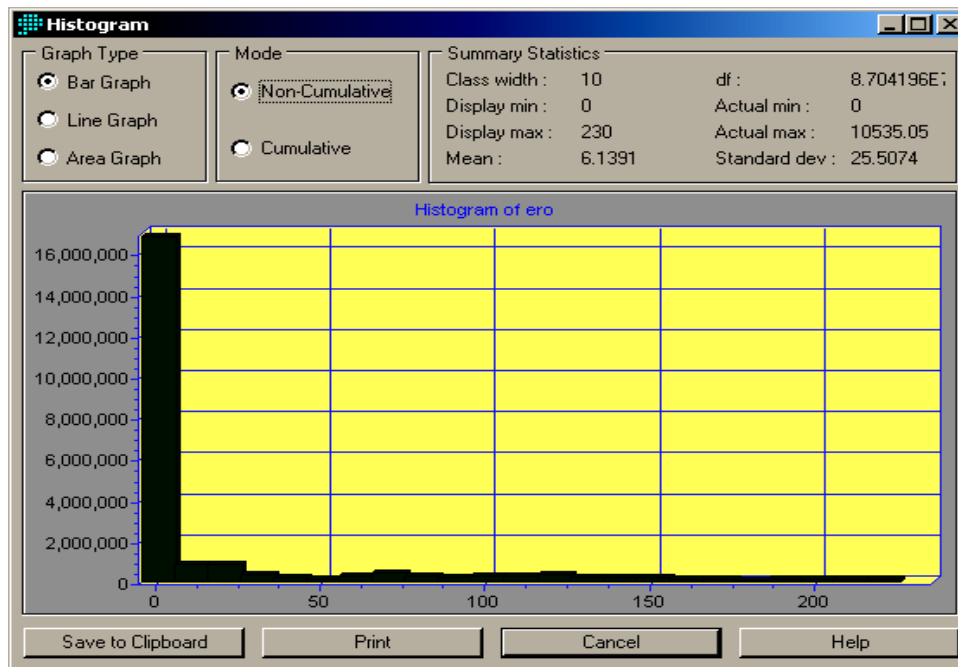 Histogram
Graph Type
Bar Graph
Line Graph
Area Graph
Mode
Non-Cumulative
Cumulative
Summary Statistics
Class width : 10 df : 8.704196E7
Display min : 0 Actual min : 0
Display max : 230 Actual max : 10535.05
Mean : 6.1391 Standard dev : 25.5074
Histogram of ero
16,000,000
14,000,000
12,000,000
10,000,000
8,000,000
6,000,000
4,000,000
2,000,000
0
0 50 100 150 200
Save to Clipboard Print Cancel Help